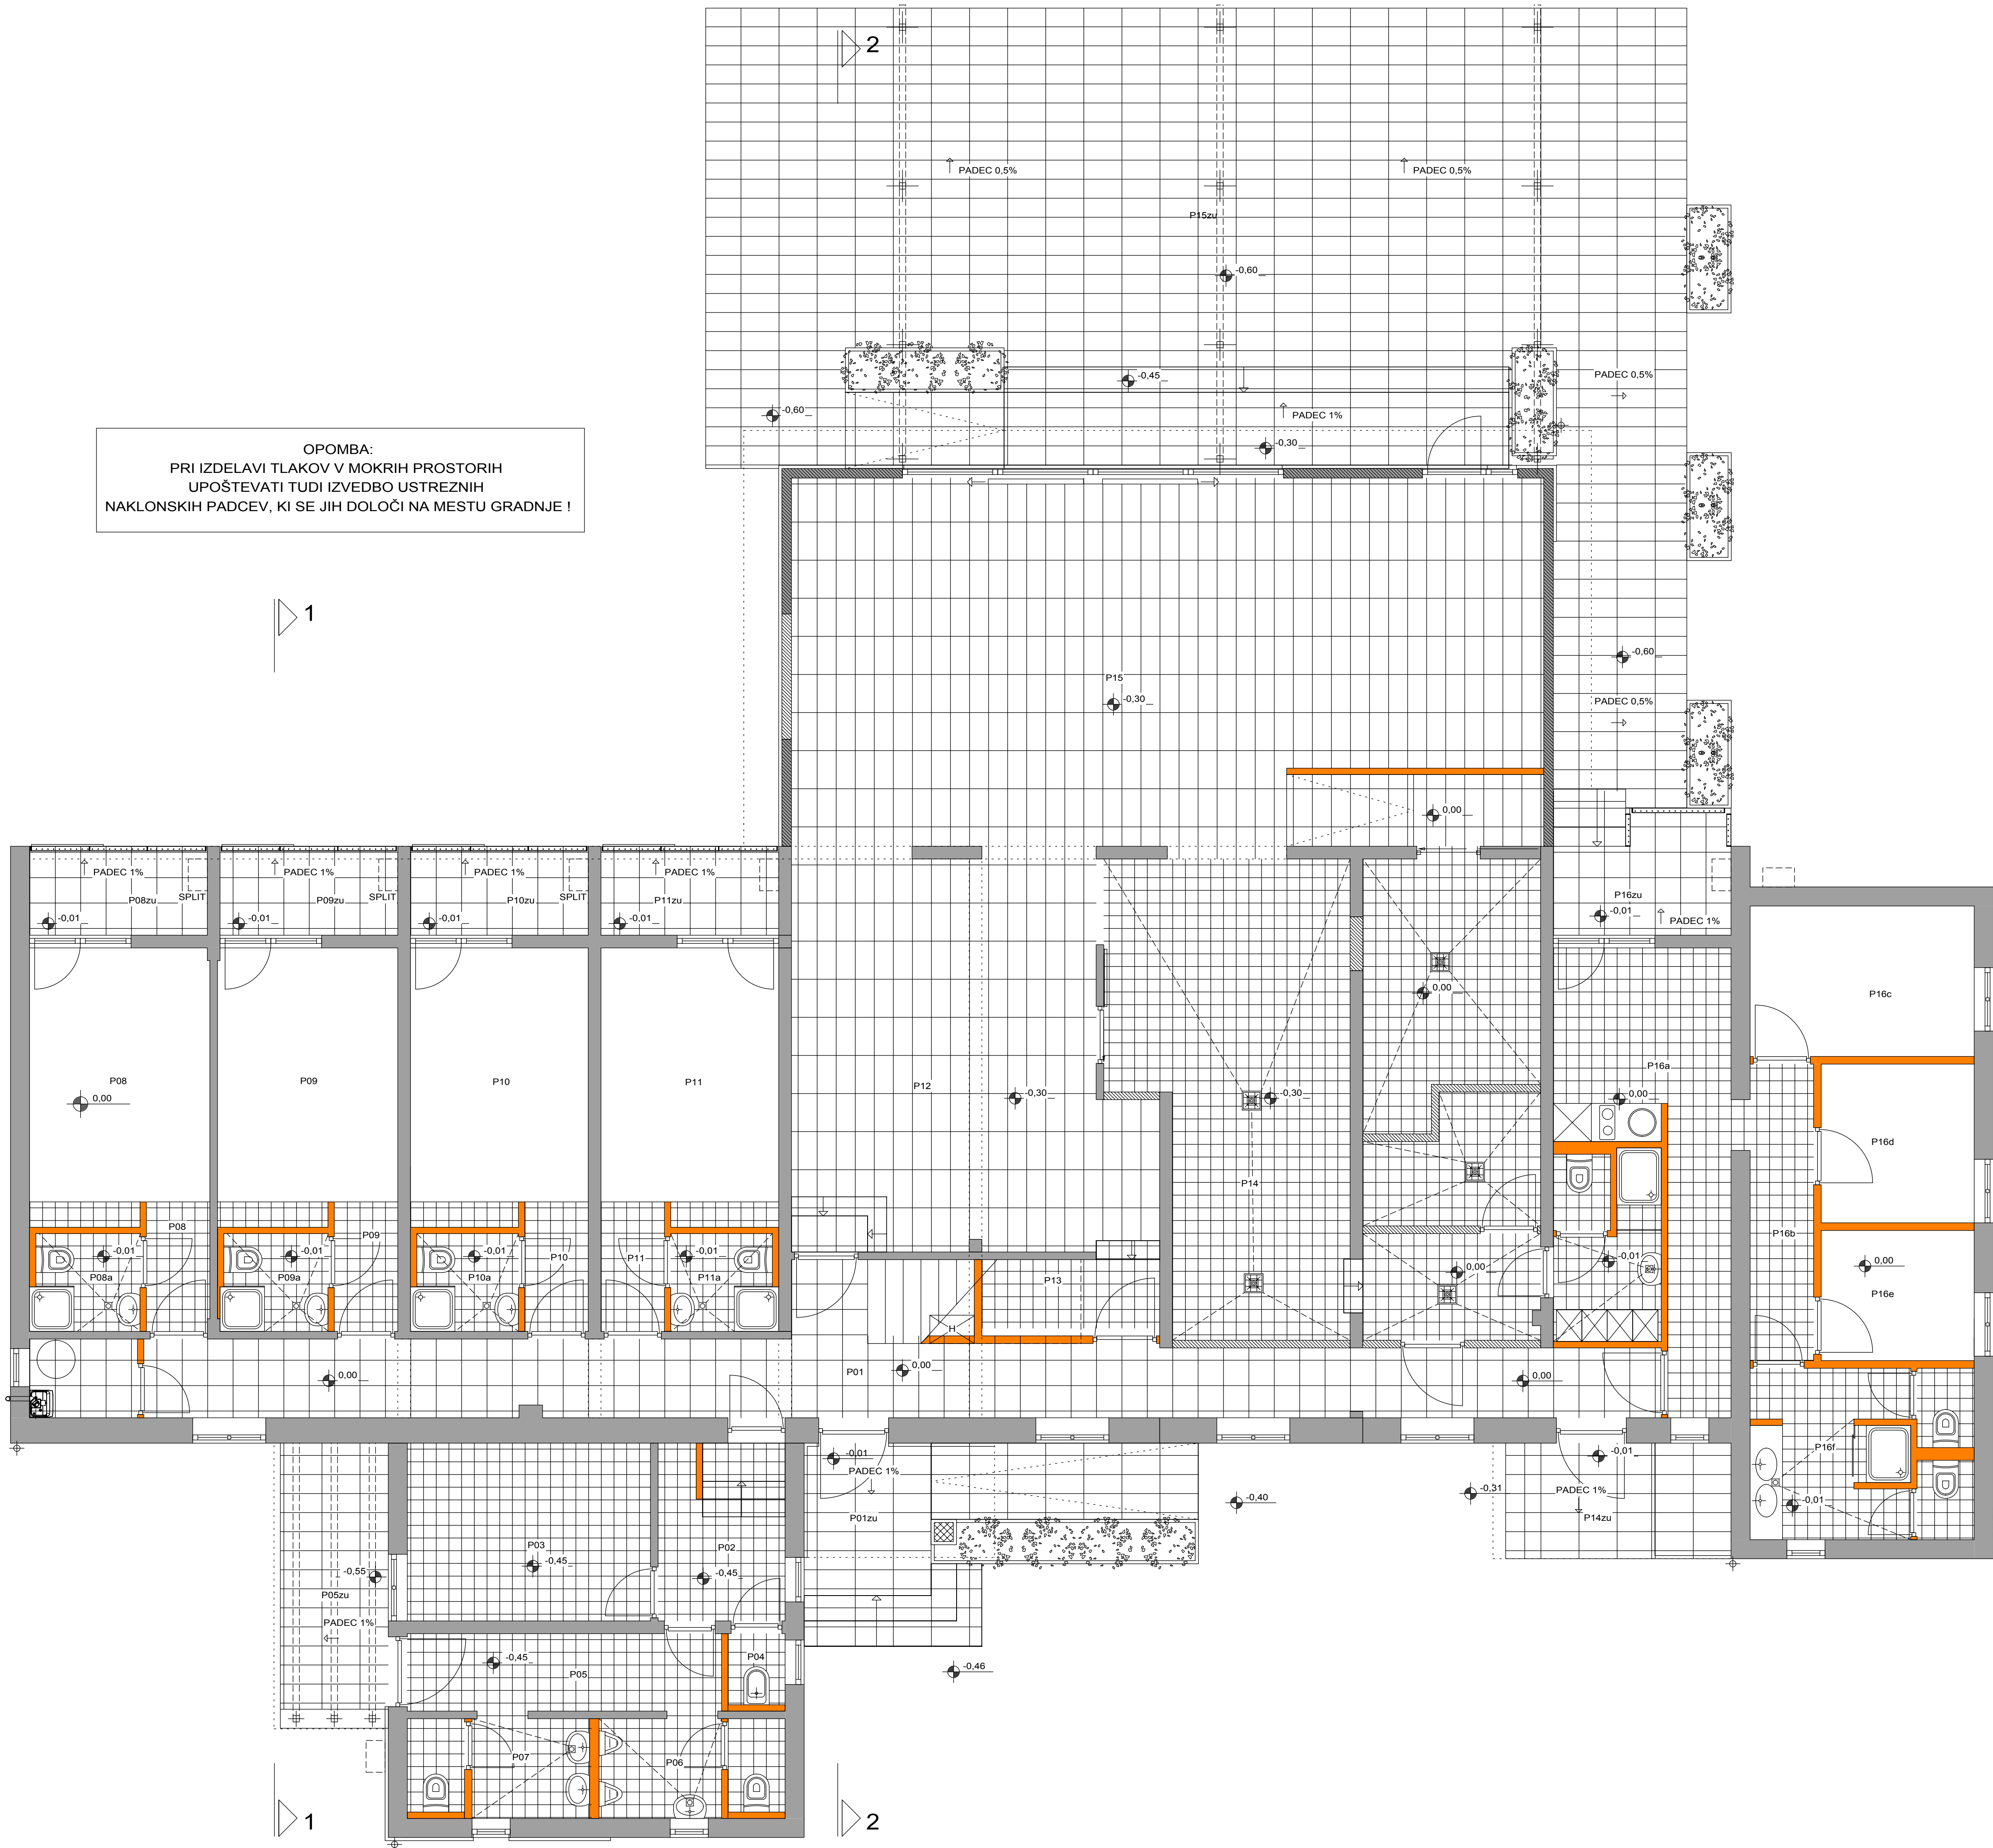 2
PADEC 0,5%
PADEC 0,5%
P15zu
-0,60
-0,45
PADEC 0,5%
-0,60
PADEC 1%
-0,30
OPOMBA:
PRI IZDELAVI TLAKOV V MOKRIH PROSTORIH
UPOŠTEVATI TUDI IZVEDBO USTREZNIH
NAKLONSKIH PADCEV, KI SE JIH DOLOČI NA MESTU GRADNJE !
1
-0,60
P15
-0,30
PADEC 0,5%
0,00
PADEC 1%
PADEC 1%
PADEC 1%
PADEC 1%
P08zu
SPLIT
P09zu
SPLIT
P10zu
SPLIT
P11zu
P16zu
-0,01
-0,01
-0,01
-0,01
-0,01
PADEC 1%
0,00
P16c
P08
P09
P10
P11
P12
P16a
0,00
-0,30
-0,30
0,00
P16d
P14
P08
P09
P10
P11
P16b
-0,01
-0,01
-0,01
-0,01
-0,01
P08a
P09a
P10a
P11a
P13
0,00
0,00
P16e
H
0,00
P01
0,00
0,00
-0,01
-0,01
P16f
PADEC 1%
-0,31
PADEC 1%
-0,40
-0,01
P01zu
P14zu
P03
P02
-0,45
-0,45
-0,55
P05zu
PADEC 1%
-0,45
P05
P04
-0,46
P07
P06
1
2